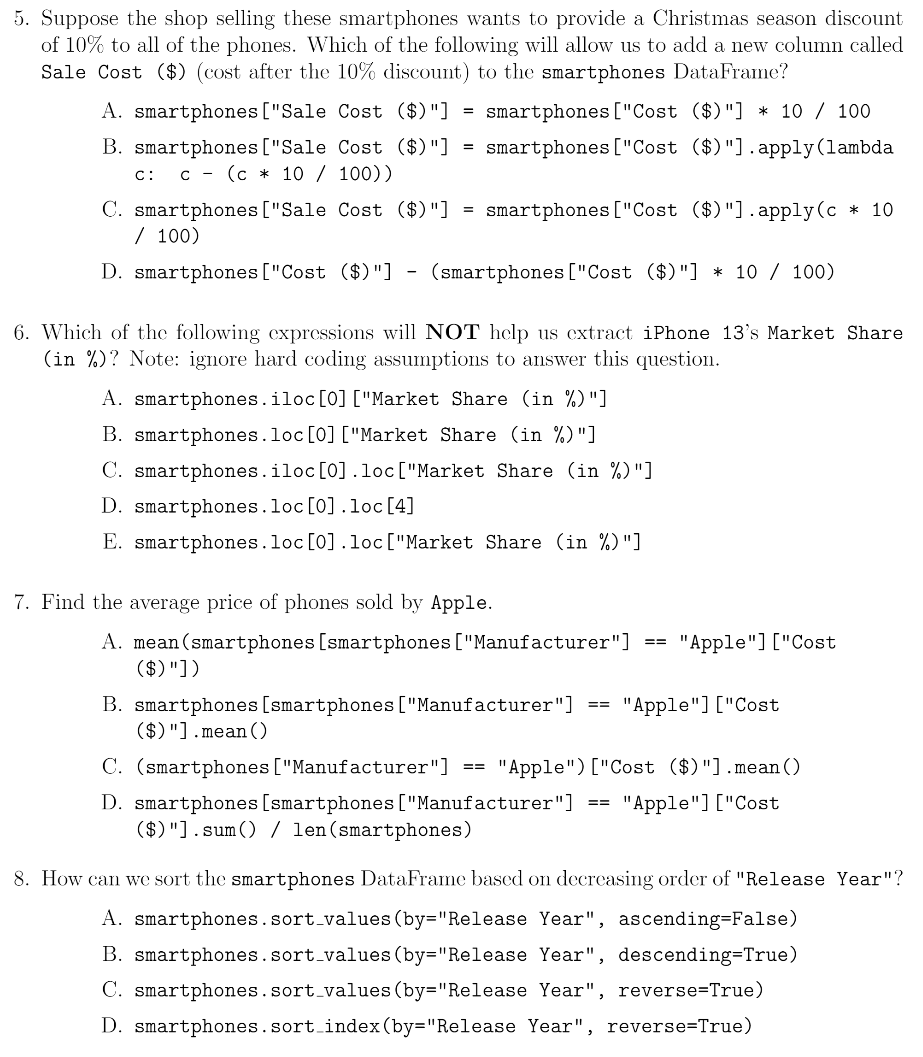 5. Suppose the shop selling these smartphones wants to provide a Christmas season discount
of 10% to all of the phones. Which of the following will allow us to add a new column called
Sale Cost ($) (cost after the 10% discount) to the smartphones DataFrame?
A. smartphones["Sale Cost ($)"] = smartphones["Cost ($)"] * 10 / 100
B. smartphones["Sale Cost ($)"] = smartphones["Cost ($)"].apply(lambda
c: c - (c * 10 / 100))
C. smartphones["Sale Cost ($)"] = smartphones["Cost ($)"].apply(c * 10
/ 100)
D. smartphones["Cost ($)"] - (smartphones["Cost ($)"] * 10 / 100)
6. Which of the following expressions will NOT help us extract iPhone 13's Market Share
(in %)? Note: ignore hard coding assumptions to answer this question.
A. smartphones.iloc[0]["Market Share (in %)"]
B. smartphones.loc[0]["Market Share (in %)"]
C. smartphones.iloc[0].loc["Market Share (in %)"]
D. smartphones.loc[0].loc[4]
E. smartphones.loc[0].loc["Market Share (in %)"]
7. Find the average price of phones sold by Apple.
A. mean(smartphones[smartphones["Manufacturer"] == "Apple"]["Cost
($)"])
B. smartphones[smartphones["Manufacturer"] == "Apple"]["Cost
($)"].mean()
C. (smartphones["Manufacturer"] == "Apple")["Cost ($)"].mean()
D. smartphones[smartphones["Manufacturer"] == "Apple"]["Cost
($)"].sum() / len(smartphones)
8. How can we sort the smartphones DataFrame based on decreasing order of "Release Year"?
A. smartphones.sort_values(by="Release Year", ascending=False)
B. smartphones.sort_values(by="Release Year", descending=True)
C. smartphones.sort_values(by="Release Year", reverse=True)
D. smartphones.sort_index(by="Release Year", reverse=True)